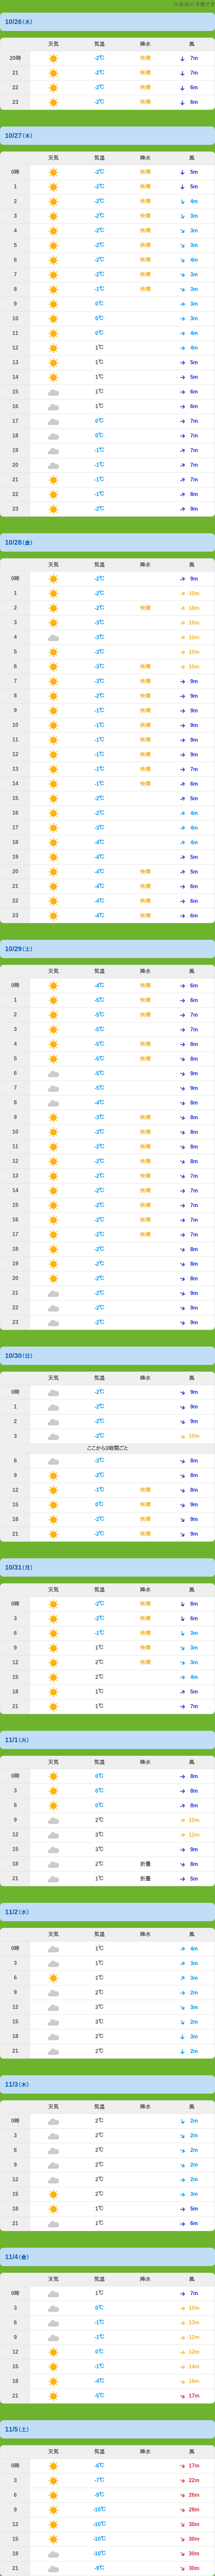 10/26(水)
天気 気温 降水 風
20時 -2℃ 快晴 7m
21 -2℃ 快晴 7m
22 -2℃ 快晴 6m
23 -2℃ 快晴 6m
10/27(木)
天気 気温 降水 風
0時 -2℃ 快晴 5m
1 -2℃ 快晴 5m
2 -2℃ 快晴 4m
3 -2℃ 快晴 3m
4 -2℃ 快晴 3m
5 -2℃ 快晴 3m
6 -2℃ 快晴 4m
7 -2℃ 快晴 3m
8 -1℃ 快晴 3m
9 0℃ 3m
10 0℃ 3m
11 0℃ 4m
12 1℃ 4m
13 1℃ 5m
14 1℃ 5m
15 1℃ 6m
16 1℃ 6m
17 0℃ 7m
18 0℃ 7m
19 -1℃ 7m
20 -1℃ 7m
21 -1℃ 7m
22 -1℃ 8m
23 -2℃ 9m
10/28(金)
天気 気温 降水 風
0時 -2℃ 9m
1 -2℃ 10m
2 -2℃ 快晴 10m
3 -3℃ 10m
4 -3℃ 10m
5 -3℃ 10m
6 -3℃ 快晴 10m
7 -3℃ 快晴 9m
8 -2℃ 快晴 9m
9 -1℃ 快晴 9m
10 -1℃ 快晴 9m
11 -1℃ 快晴 9m
12 -1℃ 快晴 9m
13 -1℃ 快晴 7m
14 -1℃ 快晴 6m
15 -2℃ 5m
16 -2℃ 4m
17 -3℃ 4m
18 -4℃ 4m
19 -4℃ 5m
20 -4℃ 快晴 5m
21 -4℃ 快晴 6m
22 -4℃ 快晴 6m
23 -4℃ 快晴 6m
10/29(土)
天気 気温 降水 風
0時 -4℃ 快晴 6m
1 -5℃ 快晴 6m
2 -5℃ 快晴 7m
3 -5℃ 7m
4 -5℃ 快晴 8m
5 -5℃ 快晴 8m
6 -5℃ 9m
7 -5℃ 9m
8 -4℃ 8m
9 -3℃ 快晴 8m
10 -3℃ 快晴 8m
11 -2℃ 快晴 8m
12 -2℃ 快晴 8m
13 -2℃ 快晴 7m
14 -2℃ 快晴 7m
15 -2℃ 快晴 7m
16 -2℃ 快晴 7m
17 -2℃ 快晴 7m
18 -2℃ 8m
19 -2℃ 8m
20 -2℃ 8m
21 -2℃ 9m
22 -2℃ 9m
23 -2℃ 9m
10/30(日)
天気 気温 降水 風
0時 -2℃ 9m
1 -2℃ 9m
2 -2℃ 9m
3 -2℃ 10m
ここから3時間ごと
6 -3℃ 8m
9 -2℃ 8m
12 -1℃ 快晴 8m
15 0℃ 快晴 9m
18 -2℃ 快晴 9m
21 -2℃ 快晴 9m
10/31(月)
天気 気温 降水 風
0時 -2℃ 快晴 8m
3 -2℃ 快晴 6m
6 -1℃ 快晴 3m
9 1℃ 快晴 3m
12 2℃ 快晴 3m
15 2℃ 4m
18 1℃ 5m
21 1℃ 7m
11/1(火)
天気 気温 降水 風
0時 0℃ 8m
3 0℃ 8m
6 0℃ 8m
9 2℃ 10m
12 3℃ 12m
15 3℃ 9m
18 2℃ 折曇 8m
21 1℃ 折曇 5m
11/2(水)
天気 気温 降水 風
0時 1℃ 4m
3 1℃ 3m
6 1℃ 3m
9 2℃ 2m
12 3℃ 3m
15 3℃ 2m
18 2℃ 3m
21 2℃ 2m
11/3(木)
天気 気温 降水 風
0時 2℃ 2m
3 2℃ 2m
6 2℃ 2m
9 2℃ 2m
12 2℃ 2m
15 2℃ 3m
18 1℃ 5m
21 1℃ 6m
11/4(金)
天気 気温 降水 風
0時 1℃ 7m
3 0℃ 10m
6 -1℃ 13m
9 -1℃ 12m
12 0℃ 12m
15 -1℃ 14m
18 -4℃ 16m
21 -5℃ 17m
11/5(土)
天気 気温 降水 風
0時 -6℃ 17m
3 -7℃ 22m
6 -9℃ 26m
9 -10℃ 28m
12 -10℃ 30m
15 -10℃ 30m
18 -10℃ 30m
21 -9℃ 30m